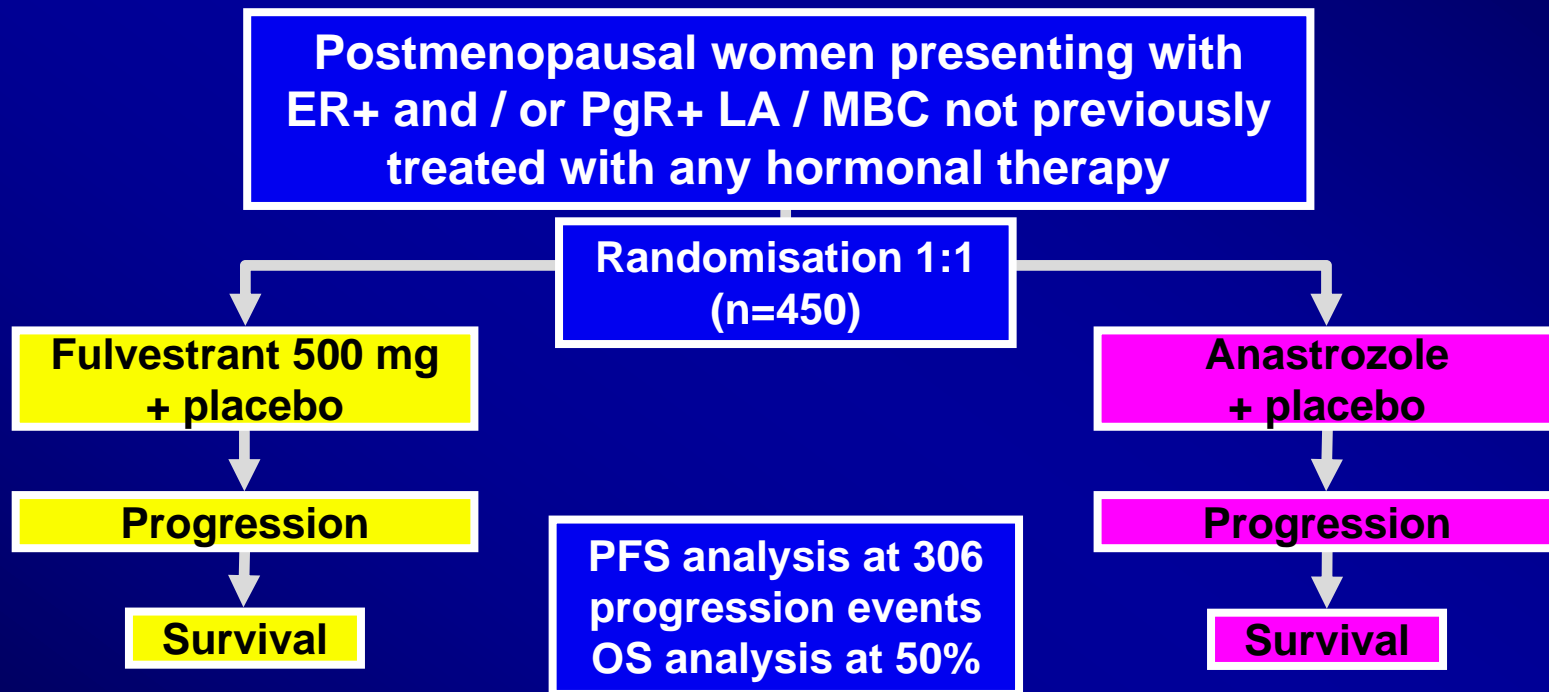 Postmenopausal women presenting with
ER+ and / or PgR+ LA / MBC not previously
treated with any hormonal therapy
Randomisation 1:1
(n=450)
Fulvestrant 500 mg
+ placebo
Anastrozole
+ placebo
Progression
Progression
PFS analysis at 306
progression events
OS analysis at 50%
Survival
Survival